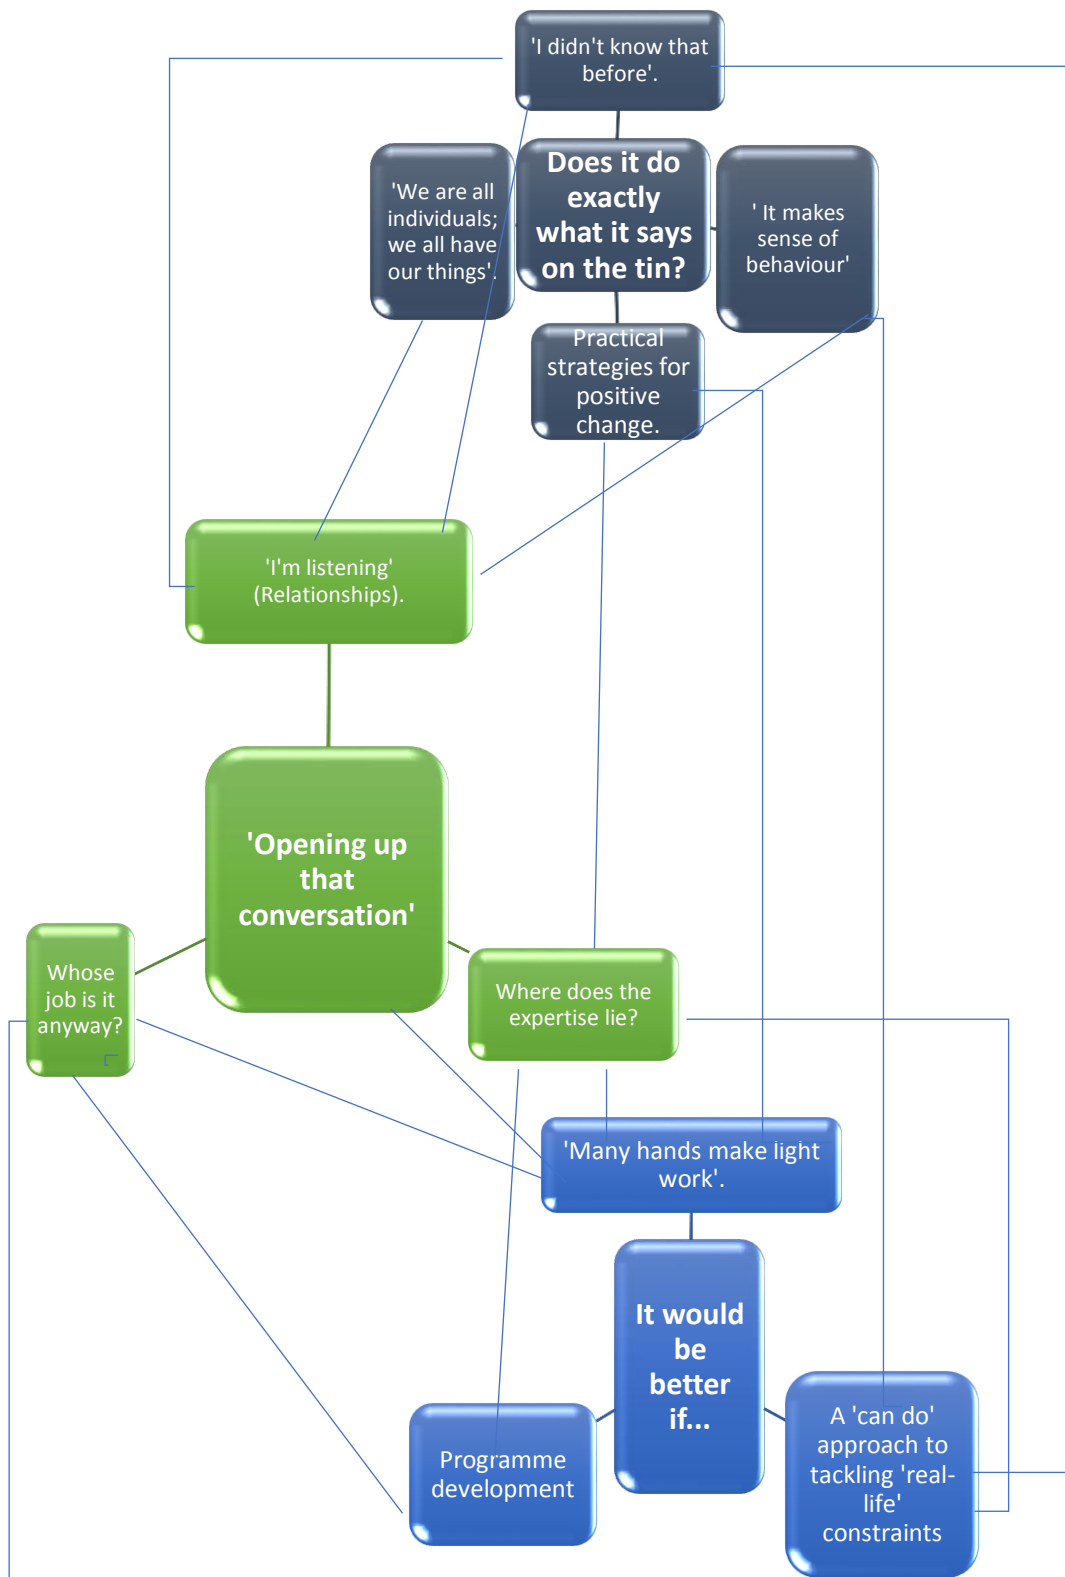 'I didn't know that
before'.
'We are all
individuals;
we all have
our things'.
Does it do
exactly
what it says
on the tin?
' It makes
sense of
behaviour'
Practical
strategies for
positive
change.
'I'm listening'
(Relationships).
'Opening up
that
conversation'
Whose
job is it
anyway?
Where does the
expertise lie?
'Many hands make light
work'.
It would
be
better
if...
Programme
development
A 'can do'
approach to
tackling 'real-
life'
constraints